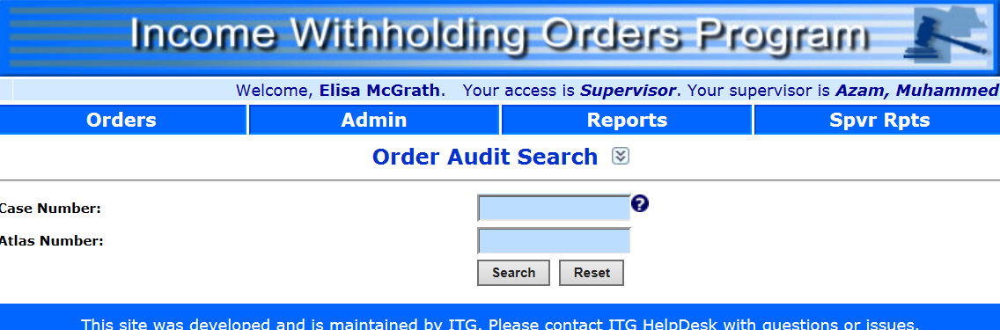 Income Withholding Orders Program
Welcome, Elisa McGrath. Your access is Supervisor. Your supervisor is Azam, Muhammed
Orders Admin Reports Spvr Rpts
Order Audit Search
Case Number: ?
Atlas Number:
Search Reset
This site was developed and is maintained by ITG. Please contact ITG HelpDesk with questions or issues.